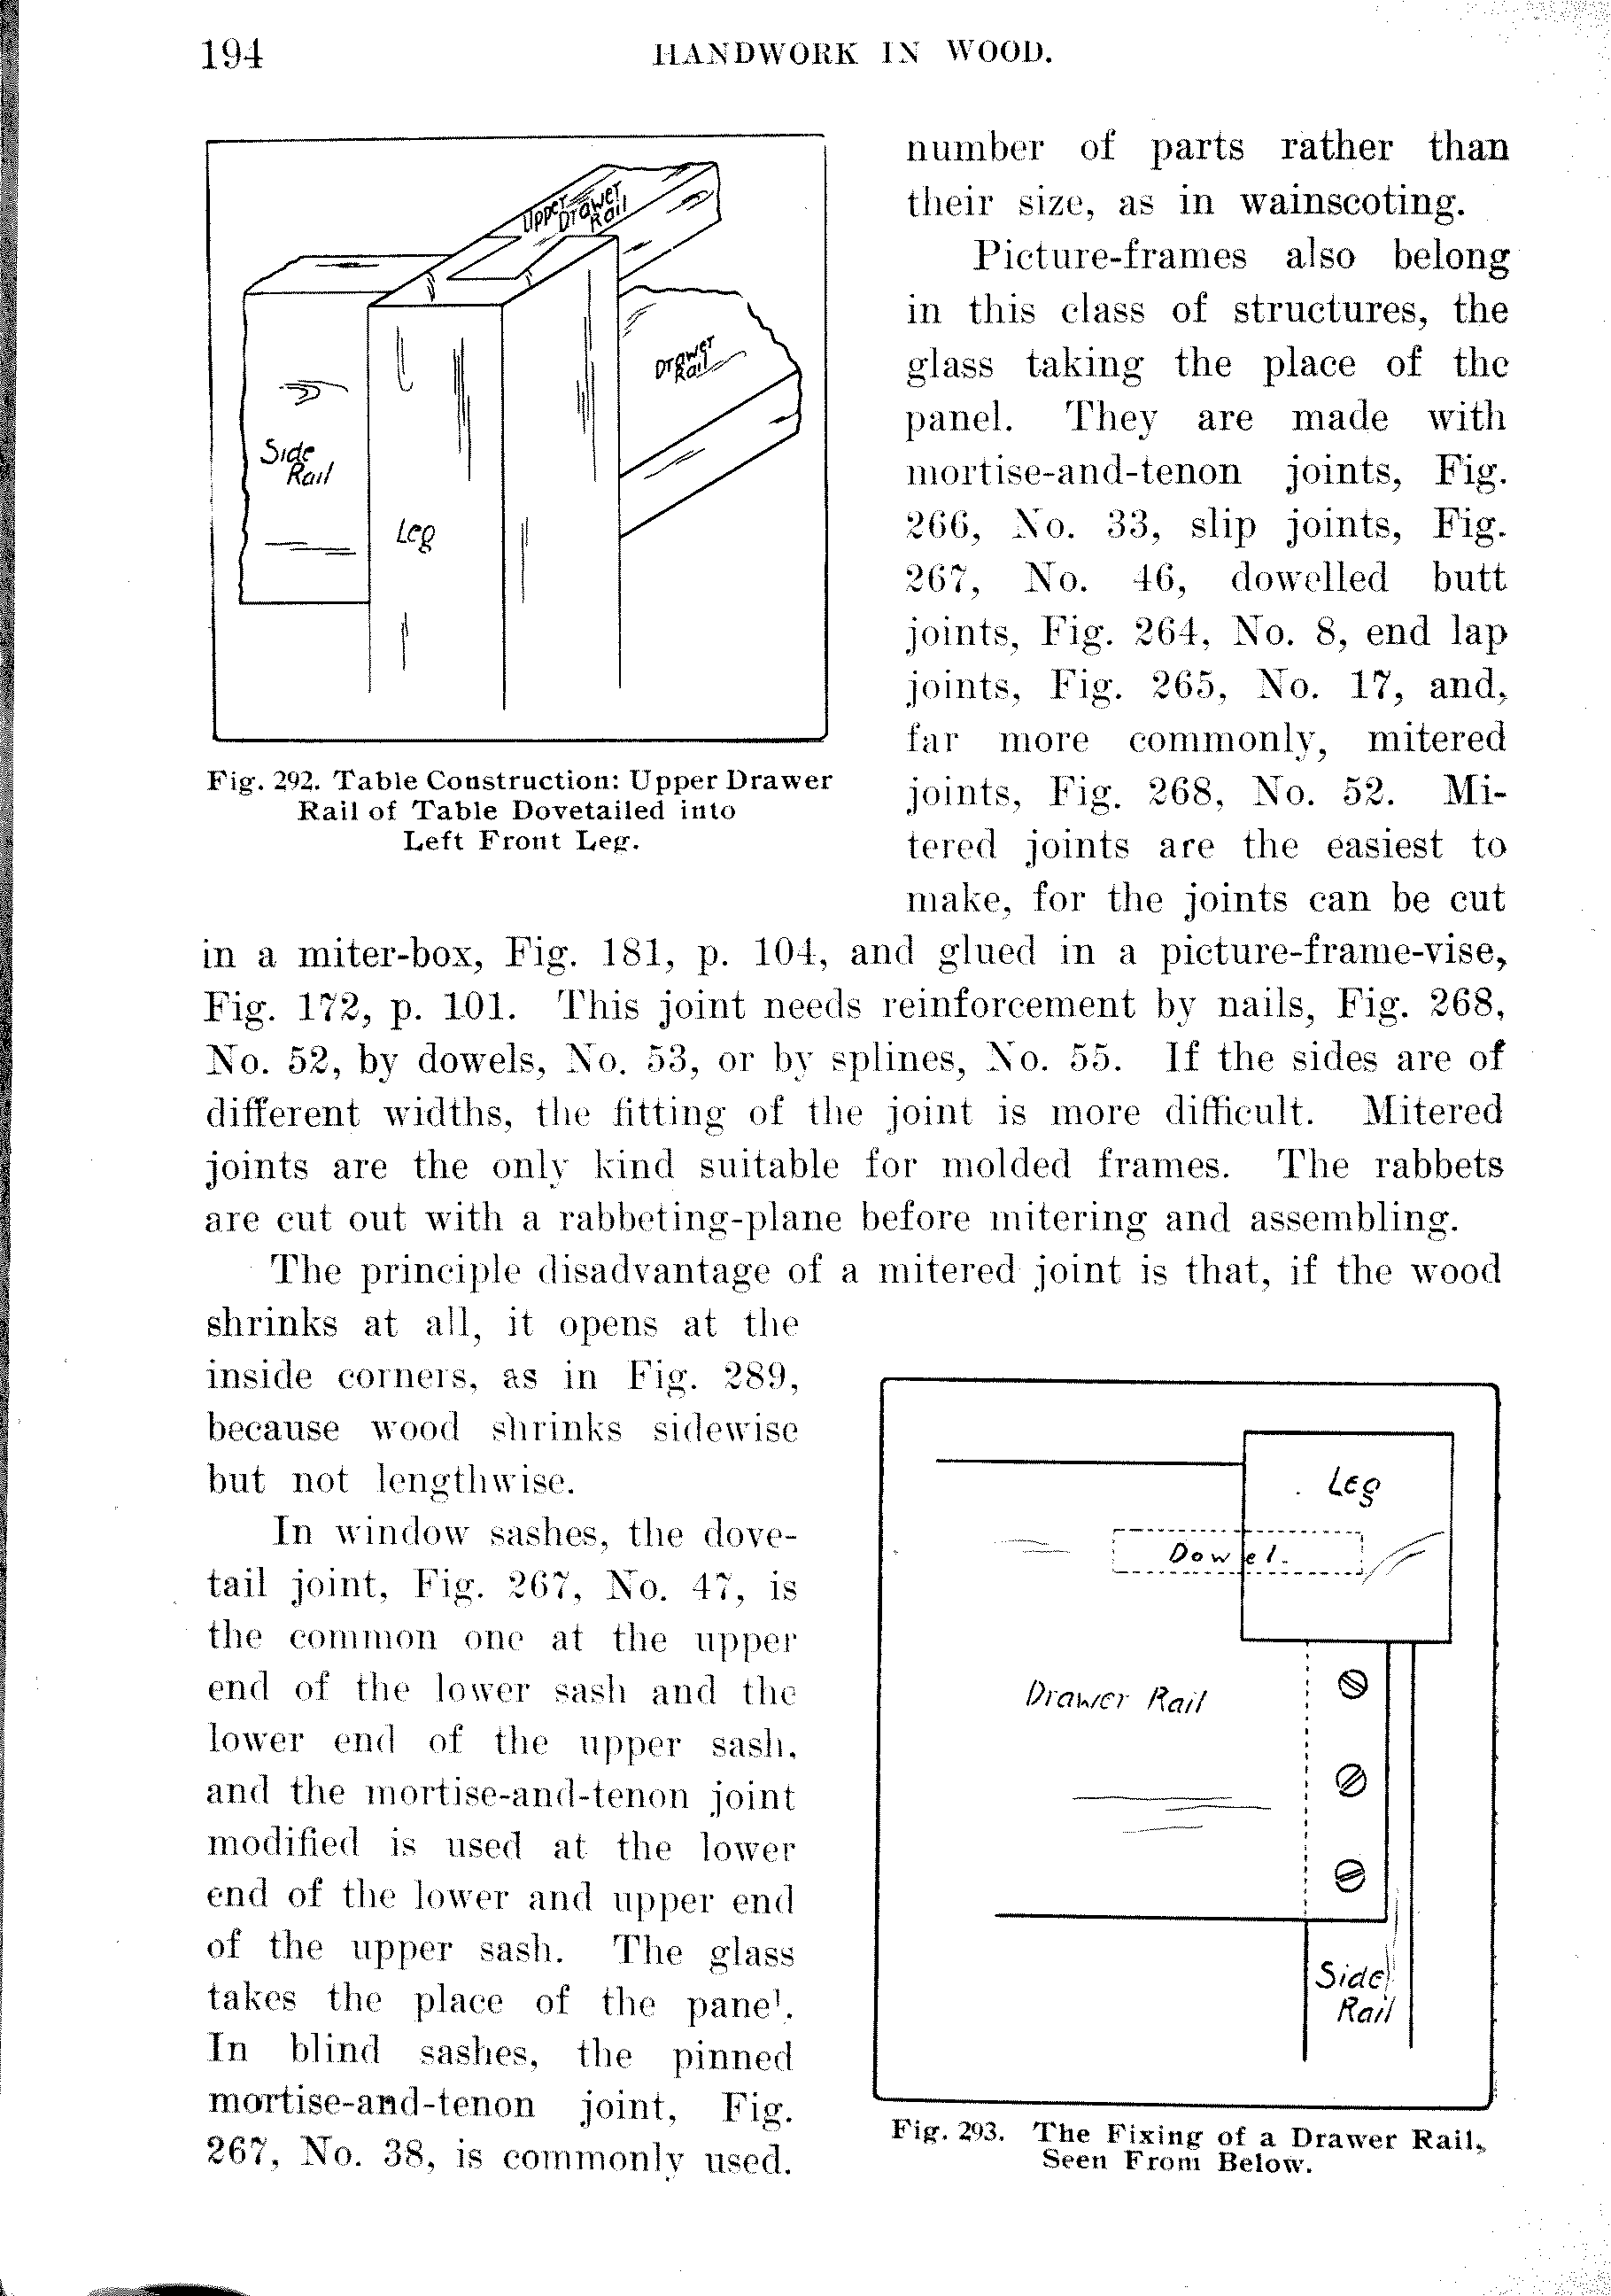 194
HANDWORK IN WOOD.
Upper
Drawer
Rail
Drawer
Rail
Side
Rail
Leg
Fig. 292. Table Construction: Upper Drawer
Rail of Table Dovetailed into
Left Front Leg.
number of parts rather than
their size, as in wainscoting.
Picture-frames also belong
in this class of structures, the
glass taking the place of the
panel. They are made with
mortise-and-tenon joints, Fig.
266, No. 33, slip joints, Fig.
267, No. 46, dowelled butt
joints, Fig. 264, No. 8, end lap
joints, Fig. 265, No. 17, and,
far more commonly, mitered
joints, Fig. 268, No. 52. Mi-
tered joints are the easiest to
make, for the joints can be cut
in a miter-box, Fig. 181, p. 104, and glued in a picture-frame-vise,
Fig. 172, p. 101. This joint needs reinforcement by nails, Fig. 268,
No. 52, by dowels, No. 53, or by splines, No. 55. If the sides are of
different widths, the fitting of the joint is more difficult. Mitered
joints are the only kind suitable for molded frames. The rabbets
are cut out with a rabbeting-plane before mitering and assembling.
The principle disadvantage of a mitered joint is that, if the wood
shrinks at all, it opens at the
inside corners, as in Fig. 289,
because wood shrinks sidewise
but not lengthwise.
In window sashes, the dove-
tail joint, Fig. 267, No. 47, is
the common one at the upper
end of the lower sash and the
lower end of the upper sash,
and the mortise-and-tenon joint
modified is used at the lower
end of the lower and upper end
of the upper sash. The glass
takes the place of the panel.
In blind sashes, the pinned
mortise-and-tenon joint, Fig.
267, No. 38, is commonly used.
Leg
Dowel.
Drawer Rail
Side
Rail
Fig. 293. The Fixing of a Drawer Rail,
Seen From Below.